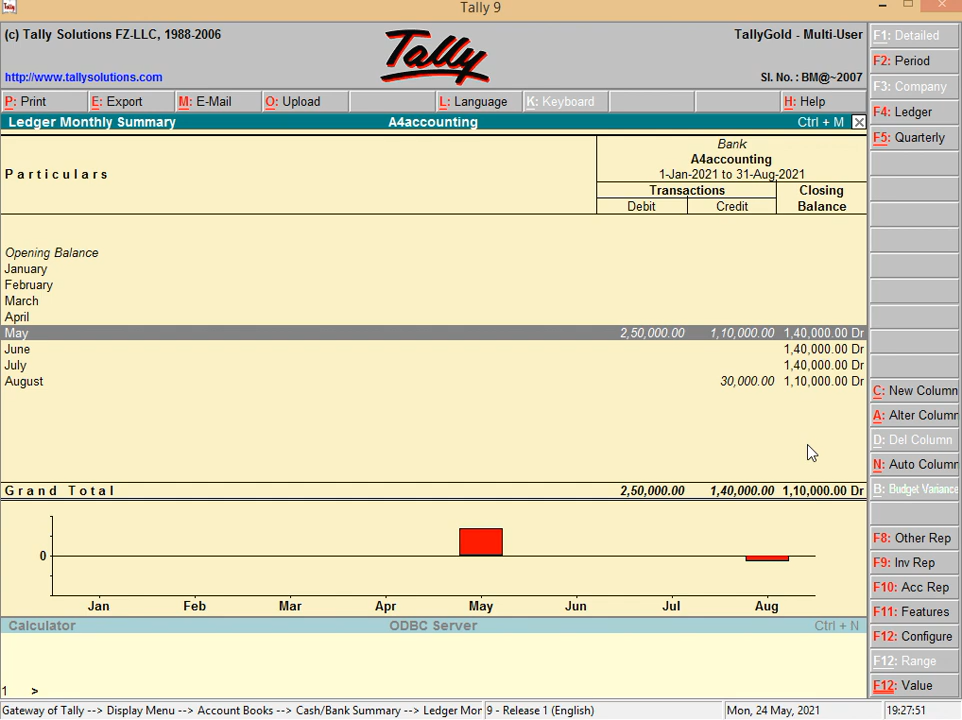 Tally 9
(c) Tally Solutions FZ-LLC, 1988-2006
http://www.tallysolutions.com
Tally
TallyGold - Multi-User
Sl. No. : BM@~2007
P: Print
E: Export
M: E-Mail
O: Upload
L: Language
K: Keyboard
H: Help
Ledger Monthly Summary
A4accounting
Ctrl + M
Particulars
Bank
A4accounting
1-Jan-2021 to 31-Aug-2021
Transactions Closing
Debit Credit Balance
Opening Balance
January
February
March
April
May 2,50,000.00 1,10,000.00 1,40,000.00 Dr
June 1,40,000.00 Dr
July 1,40,000.00 Dr
August 30,000.00 1,10,000.00 Dr
Grand Total 2,50,000.00 1,40,000.00 1,10,000.00 Dr
0
Jan Feb Mar Apr May Jun Jul Aug
Calculator
ODBC Server
Ctrl + N
1 >
Gateway of Tally --> Display Menu --> Account Books --> Cash/Bank Summary --> Ledger Mor
9 - Release 1 (English)
Mon, 24 May, 2021
19:27:51
F1: Detailed
F2: Period
F3: Company
F4: Ledger
F5: Quarterly
C: New Column
A: Alter Column
D: Del Column
N: Auto Column
B: Budget Variance
F8: Other Rep
F9: Inv Rep
F10: Acc Rep
F11: Features
F12: Configure
F12: Range
F12: Value